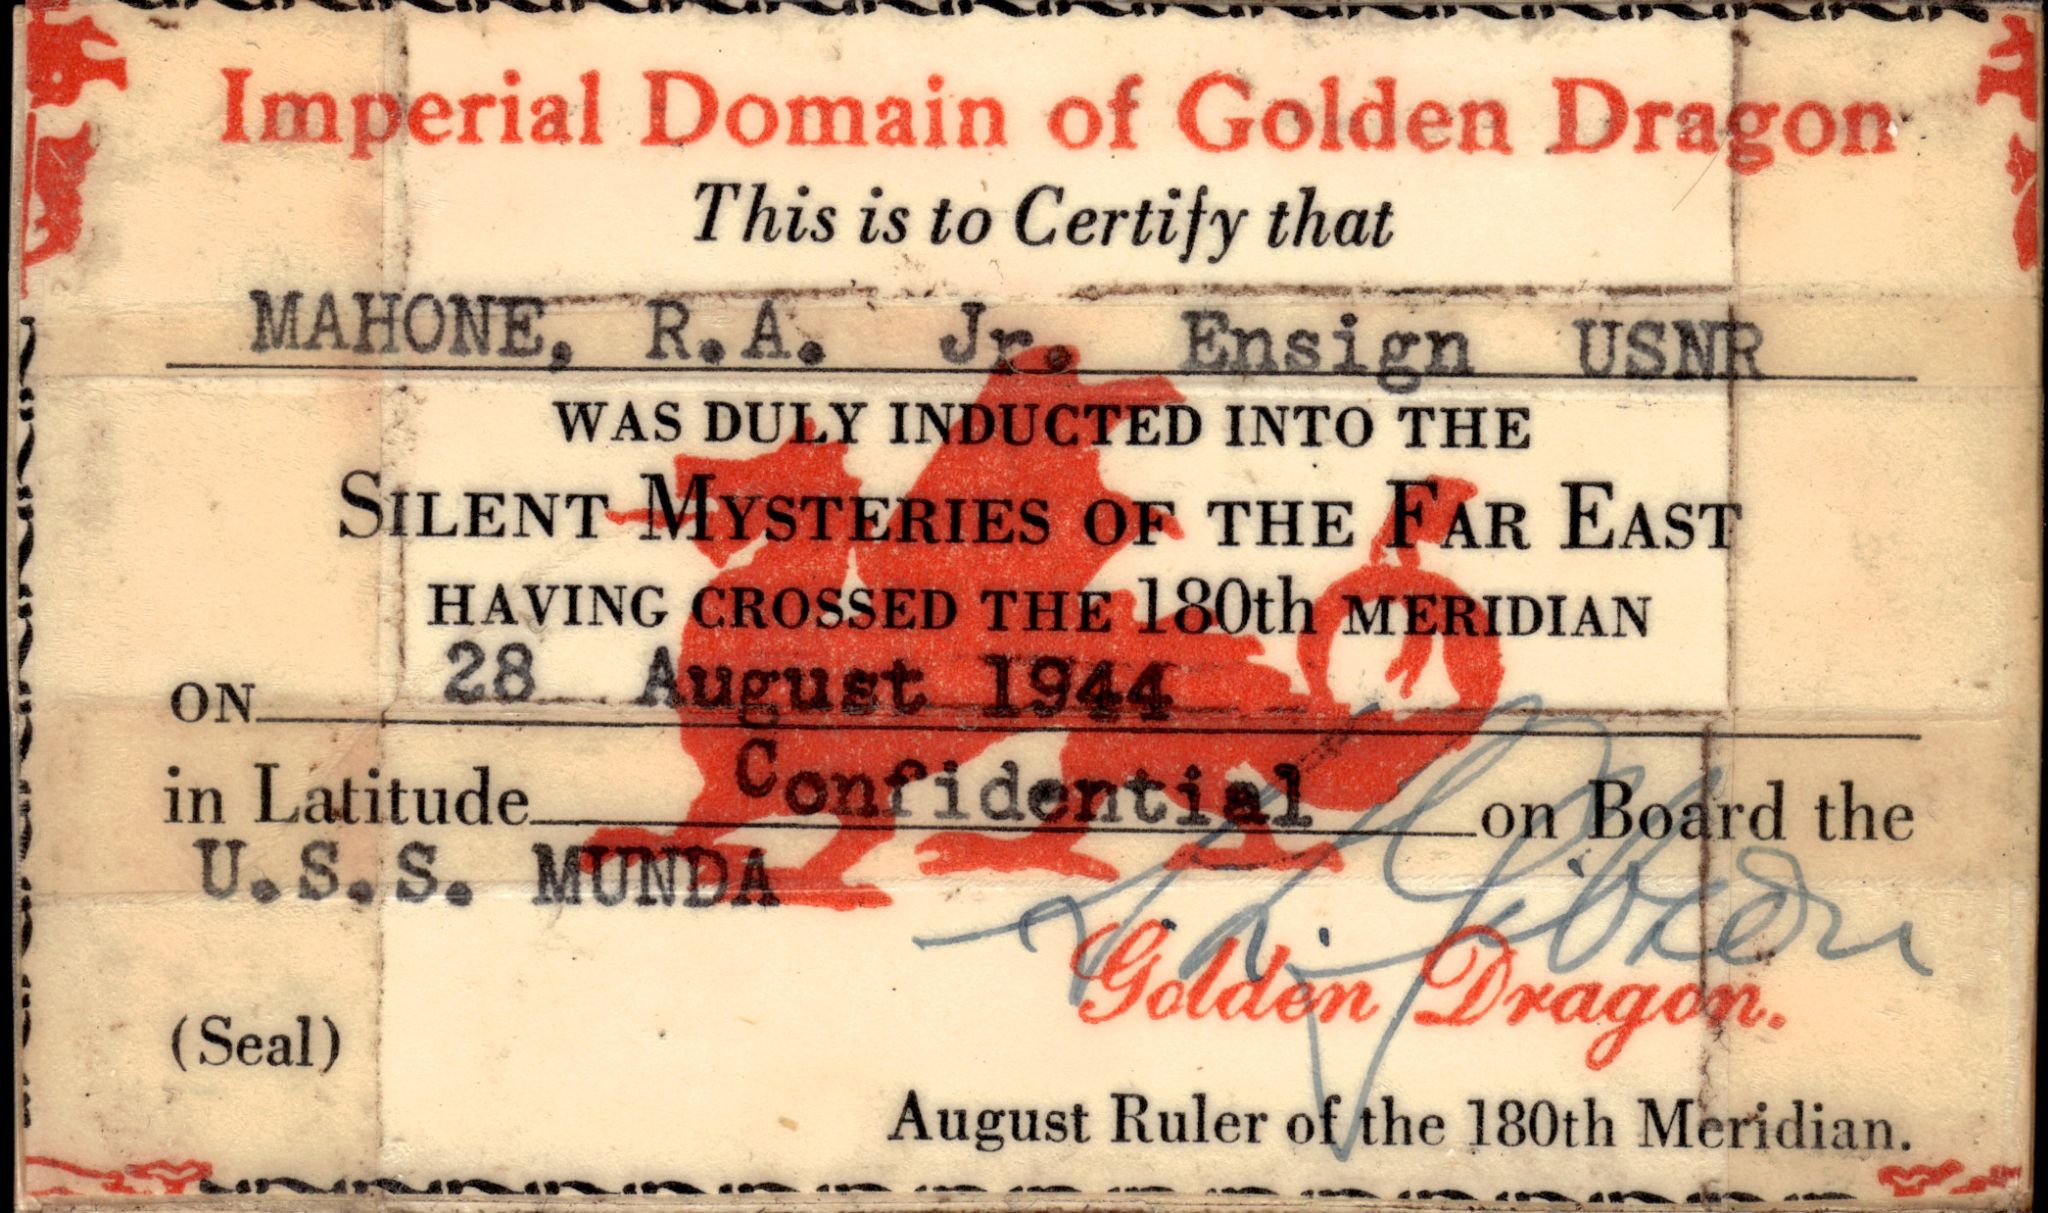 Imperial Domain of Golden Dragon
This is to Certify that
MAHONE, R.A. Jr. Ensign USNR
WAS DULY INDUCTED INTO THE
SILENT MYSTERIES OF THE FAR EAST
HAVING CROSSED THE 180th MERIDIAN
ON 28 August 1944
in Latitude Confidential on Board the
U.S.S. MUNDA
Golden Dragon.
(Seal)
August Ruler of the 180th Meridian.